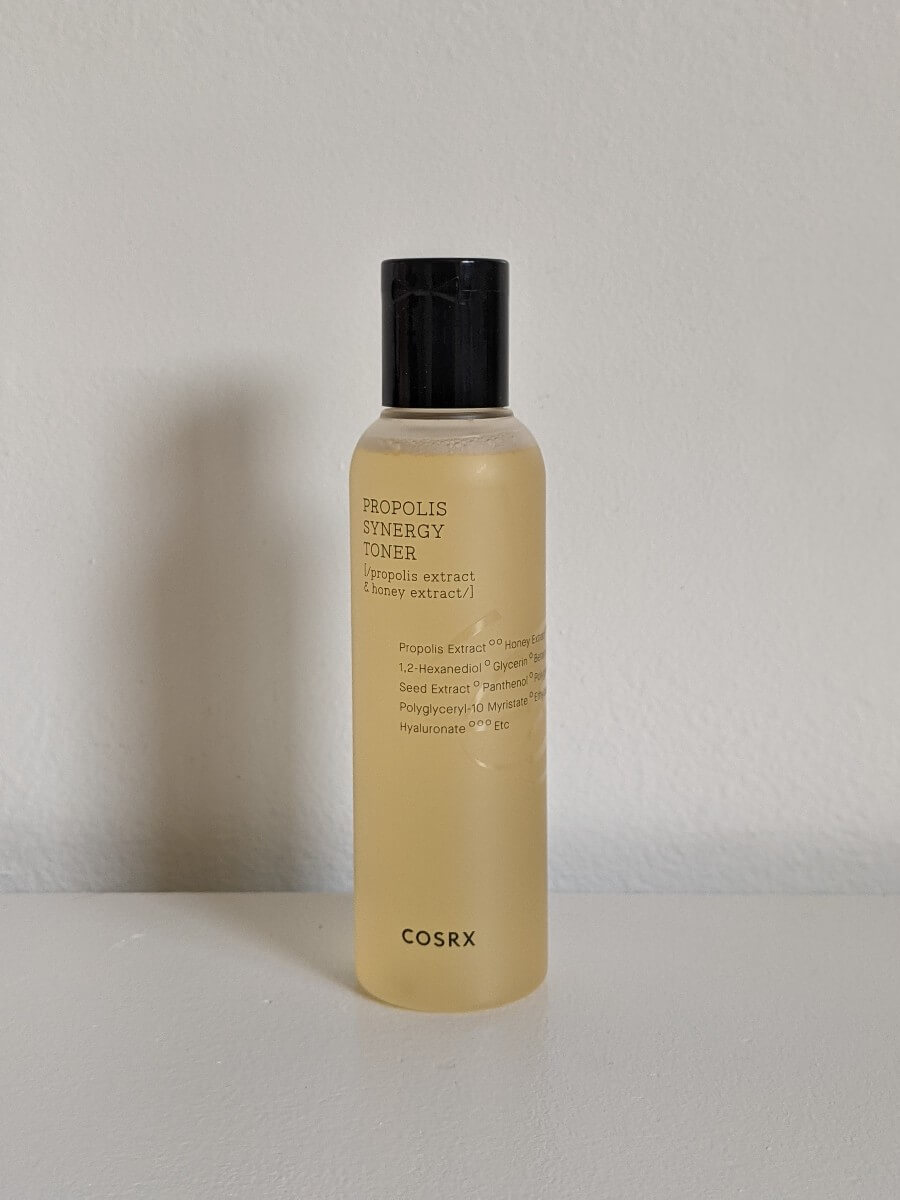 PROPOLIS
SYNERGY
TONER
[/propolis extract
& honey extract/]
Propolis Extract °° Honey
1,2-Hexanediol ° Glycerin °
Seed Extract ° Panthenol °
Polyglyceryl-10 Myristate °
Hyaluronate °°° Etc
COSRX